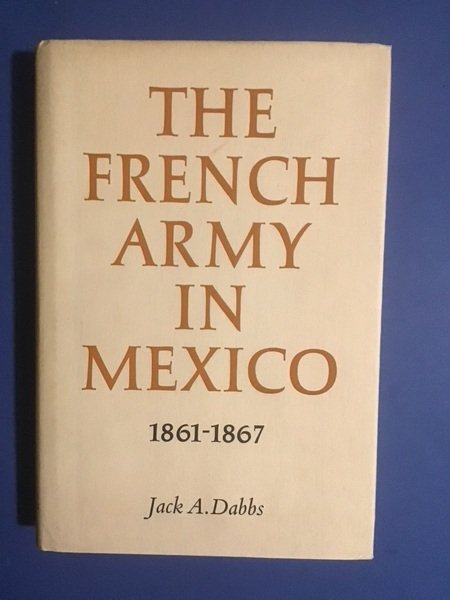 THE
FRENCH
ARMY
IN
MEXICO
1861-1867
Jack A. Dabbs